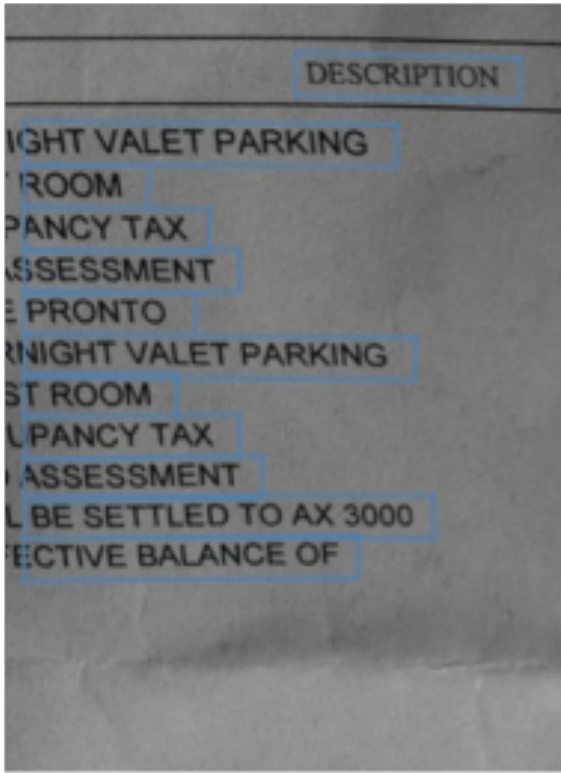 DESCRIPTION
IGHT VALET PARKING
ROOM
PANCY TAX
ASSESSMENT
E PRONTO
RNIGHT VALET PARKING
ST ROOM
UPANCY TAX
ASSESSMENT
L BE SETTLED TO AX 3000
FECTIVE BALANCE OF